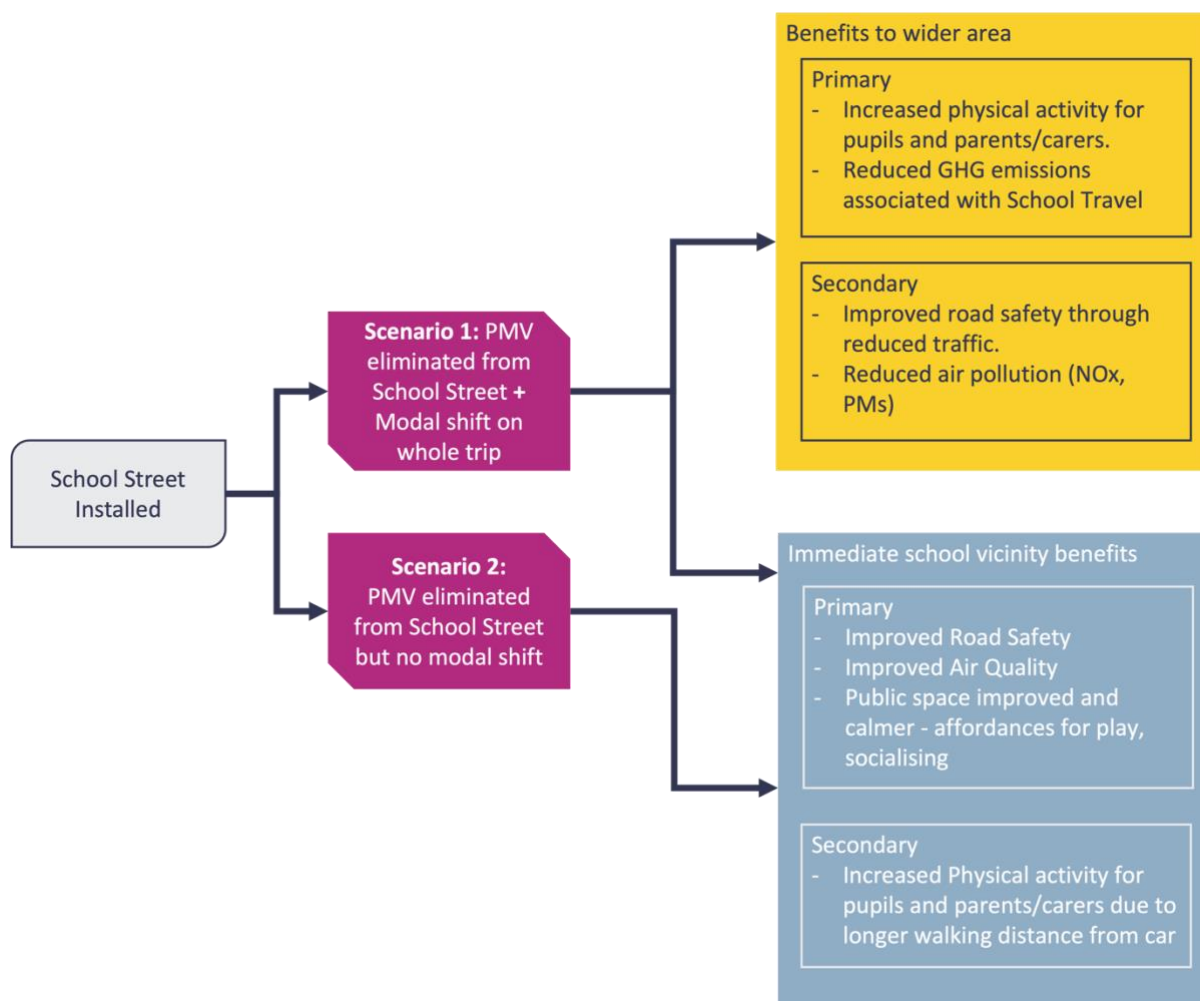 School Street
Installed
Scenario 1: PMV
eliminated from
School Street +
Modal shift on
whole trip
Scenario 2:
PMV eliminated
from School Street
but no modal shift
Benefits to wider area
Primary
- Increased physical activity for
pupils and parents/carers.
- Reduced GHG emissions
associated with School Travel
Secondary
- Improved road safety through
reduced traffic.
- Reduced air pollution (NOx,
PMs)
Immediate school vicinity benefits
Primary
- Improved Road Safety
- Improved Air Quality
- Public space improved and
calmer - affordances for play,
socialising
Secondary
- Increased Physical activity for
pupils and parents/carers due to
longer walking distance from car